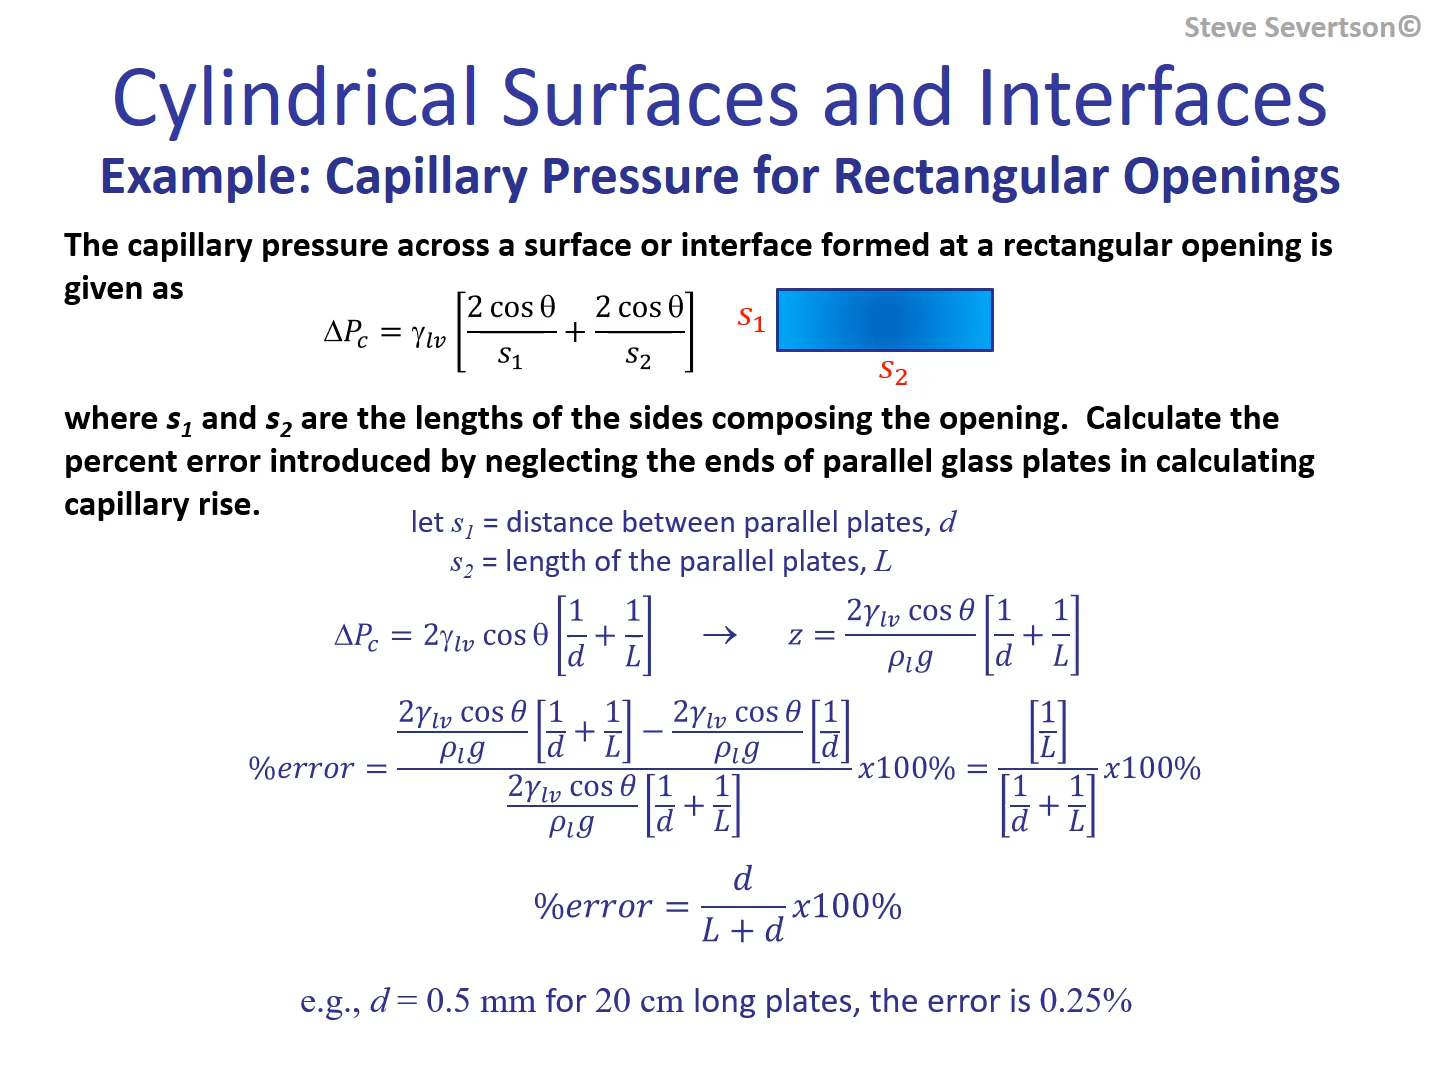 Steve Severtson©
Cylindrical Surfaces and Interfaces
Example: Capillary Pressure for Rectangular Openings
The capillary pressure across a surface or interface formed at a rectangular opening is
given as
ΔP_c = γ_lv [2 cos θ / s_1 + 2 cos θ / s_2]
s_1
s_2
where s_1 and s_2 are the lengths of the sides composing the opening.  Calculate the
percent error introduced by neglecting the ends of parallel glass plates in calculating
capillary rise.
let s_1 = distance between parallel plates, d
s_2 = length of the parallel plates, L
ΔP_c = 2γ_lv cos θ [1/d + 1/L] → z = 2γ_lv cos θ / ρ_l g [1/d + 1/L]
%error = (2γ_lv cos θ / ρ_l g [1/d + 1/L] − 2γ_lv cos θ / ρ_l g [1/d]) / (2γ_lv cos θ / ρ_l g [1/d + 1/L]) x100% = [1/L] / [1/d + 1/L] x100%
%error = d / (L + d) x100%
e.g., d = 0.5 mm for 20 cm long plates, the error is 0.25%